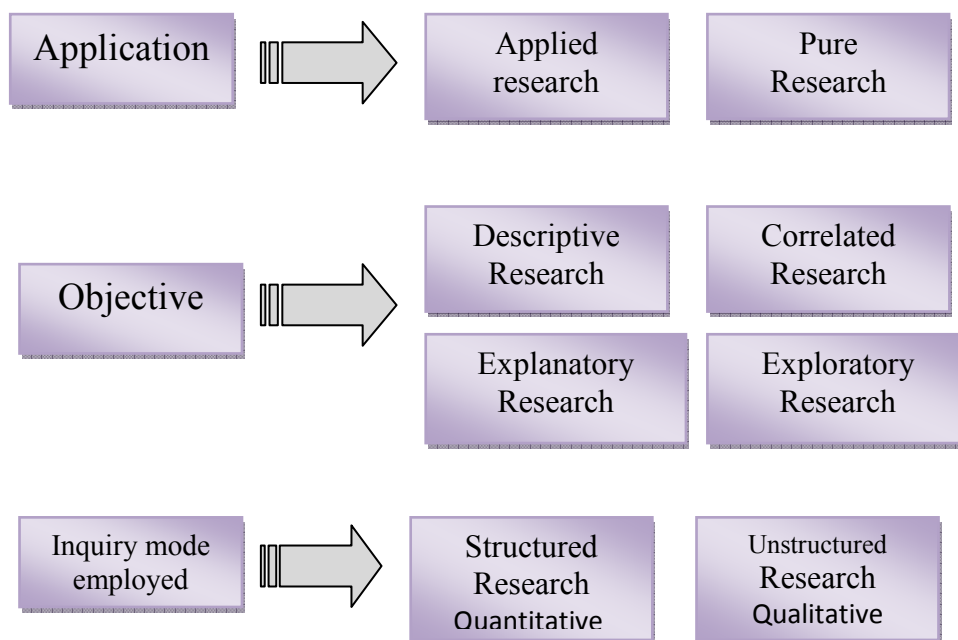 Application
Applied
research
Pure
Research
Objective
Descriptive
Research
Correlated
Research
Explanatory
Research
Exploratory
Research
Inquiry mode
employed
Structured
Research
Quantitative
Unstructured
Research
Qualitative